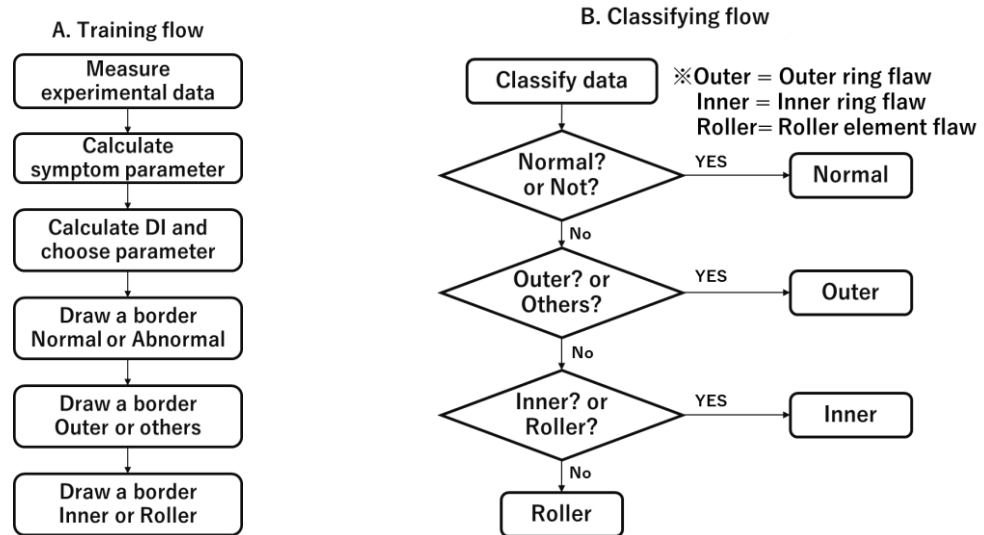 A. Training flow
Measure
experimental data
Calculate
symptom parameter
Calculate DI and
choose parameter
Draw a border
Normal or Abnormal
Draw a border
Outer or others
Draw a border
Inner or Roller
B. Classifying flow
Classify data
※Outer = Outer ring flaw
Inner = Inner ring flaw
Roller= Roller element flaw
Normal?
or Not?
YES
Normal
No
Outer? or
Others?
YES
Outer
No
Inner? or
Roller?
YES
Inner
No
Roller